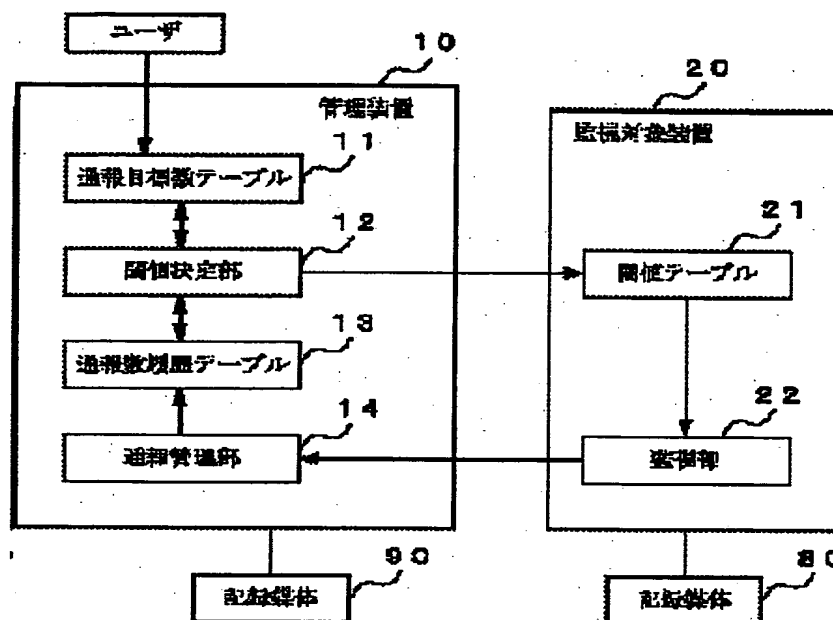 ユーザ
10
管理装置
20
監視対象装置
11
通報目標数テーブル
12
閾値決定部
21
閾値テーブル
13
通報数履歴テーブル
14
通報管理部
22
監視部
90
記録媒体
80
記録媒体